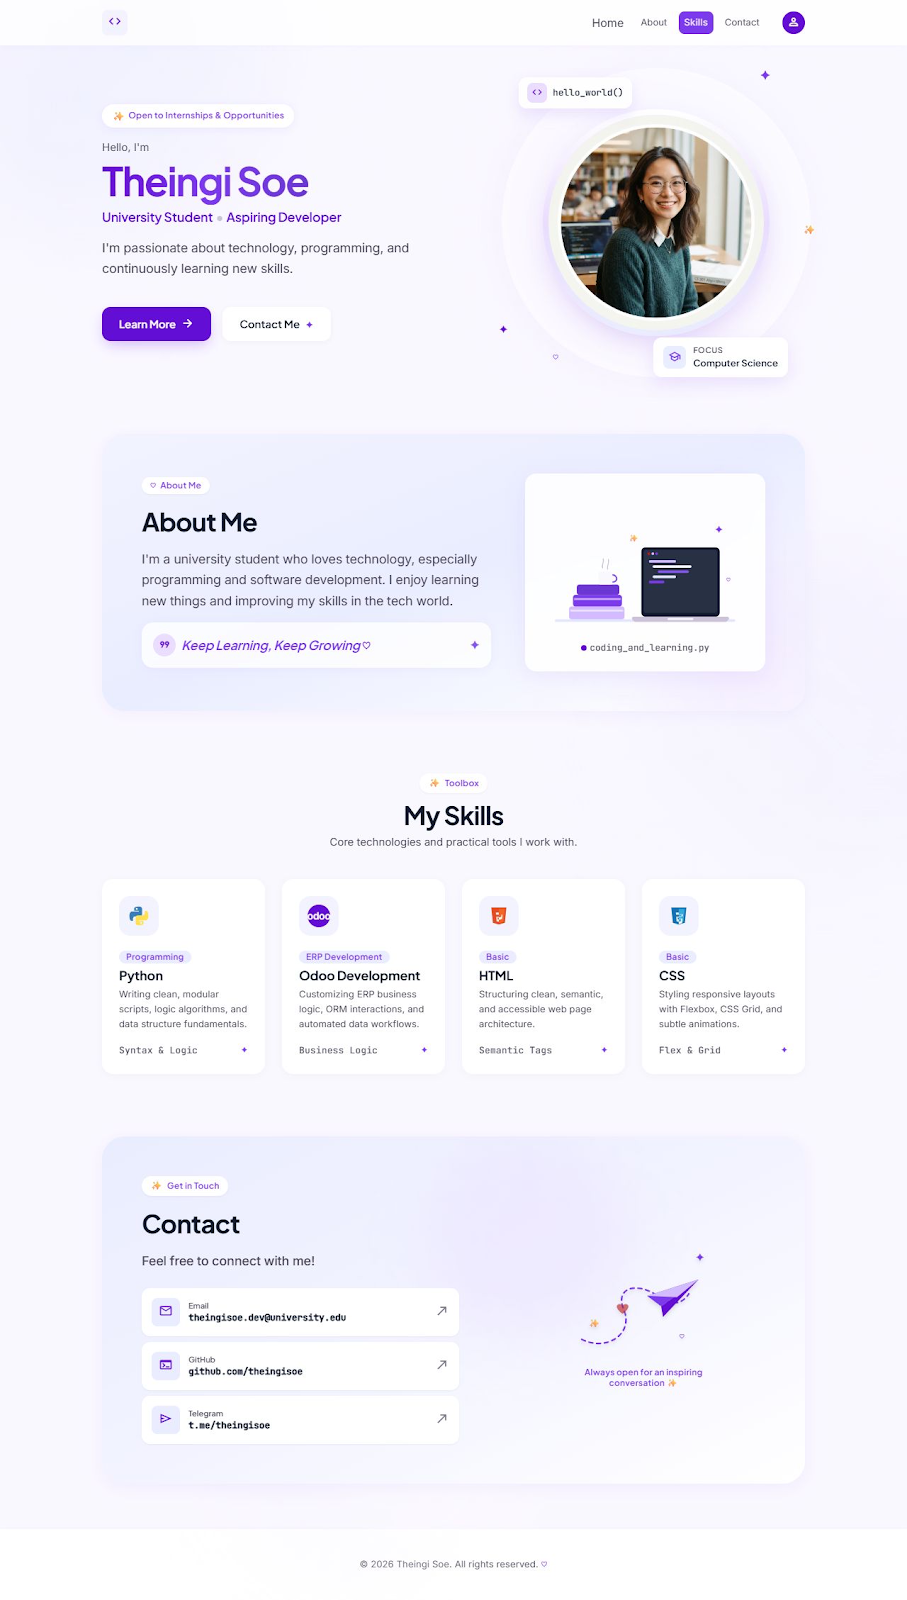 Home About Skills Contact
hello_world()
✨ Open to Internships & Opportunities
Hello, I'm
Theingi Soe
University Student • Aspiring Developer
I'm passionate about technology, programming, and
continuously learning new skills.
Learn More →
Contact Me ✦
FOCUS
Computer Science
♡ About Me
About Me
I'm a university student who loves technology, especially
programming and software development. I enjoy learning
new things and improving my skills in the tech world.
Keep Learning, Keep Growing♡
coding_and_learning.py
✨ Toolbox
My Skills
Core technologies and practical tools I work with.
Programming
Python
Writing clean, modular
scripts, logic algorithms, and
data structure fundamentals.
Syntax & Logic
odoo
ERP Development
Odoo Development
Customizing ERP business
logic, ORM interactions, and
automated data workflows.
Business Logic
Basic
HTML
Structuring clean, semantic,
and accessible web page
architecture.
Semantic Tags
Basic
CSS
Styling responsive layouts
with Flexbox, CSS Grid, and
subtle animations.
Flex & Grid
✨ Get in Touch
Contact
Feel free to connect with me!
Email
theingisoe.dev@university.edu
GitHub
github.com/theingisoe
Telegram
t.me/theingisoe
Always open for an inspiring
conversation ✨
© 2026 Theingi Soe. All rights reserved. ♡